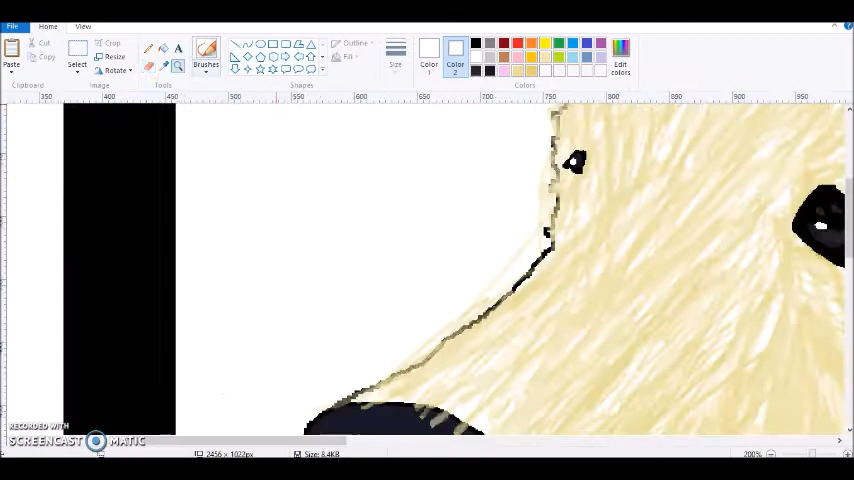 File Home View
Cut Crop Outline
Copy Resize Fill
Paste Select Rotate Brushes Size Color 1 Color 2 Edit colors
Clipboard Image Tools Shapes Colors
350 400 450 500 550 600 650 700 750 800 850 900 950
RECORDED WITH
SCREENCAST MATIC
2456 × 1022px Size: 8.4KB 200%